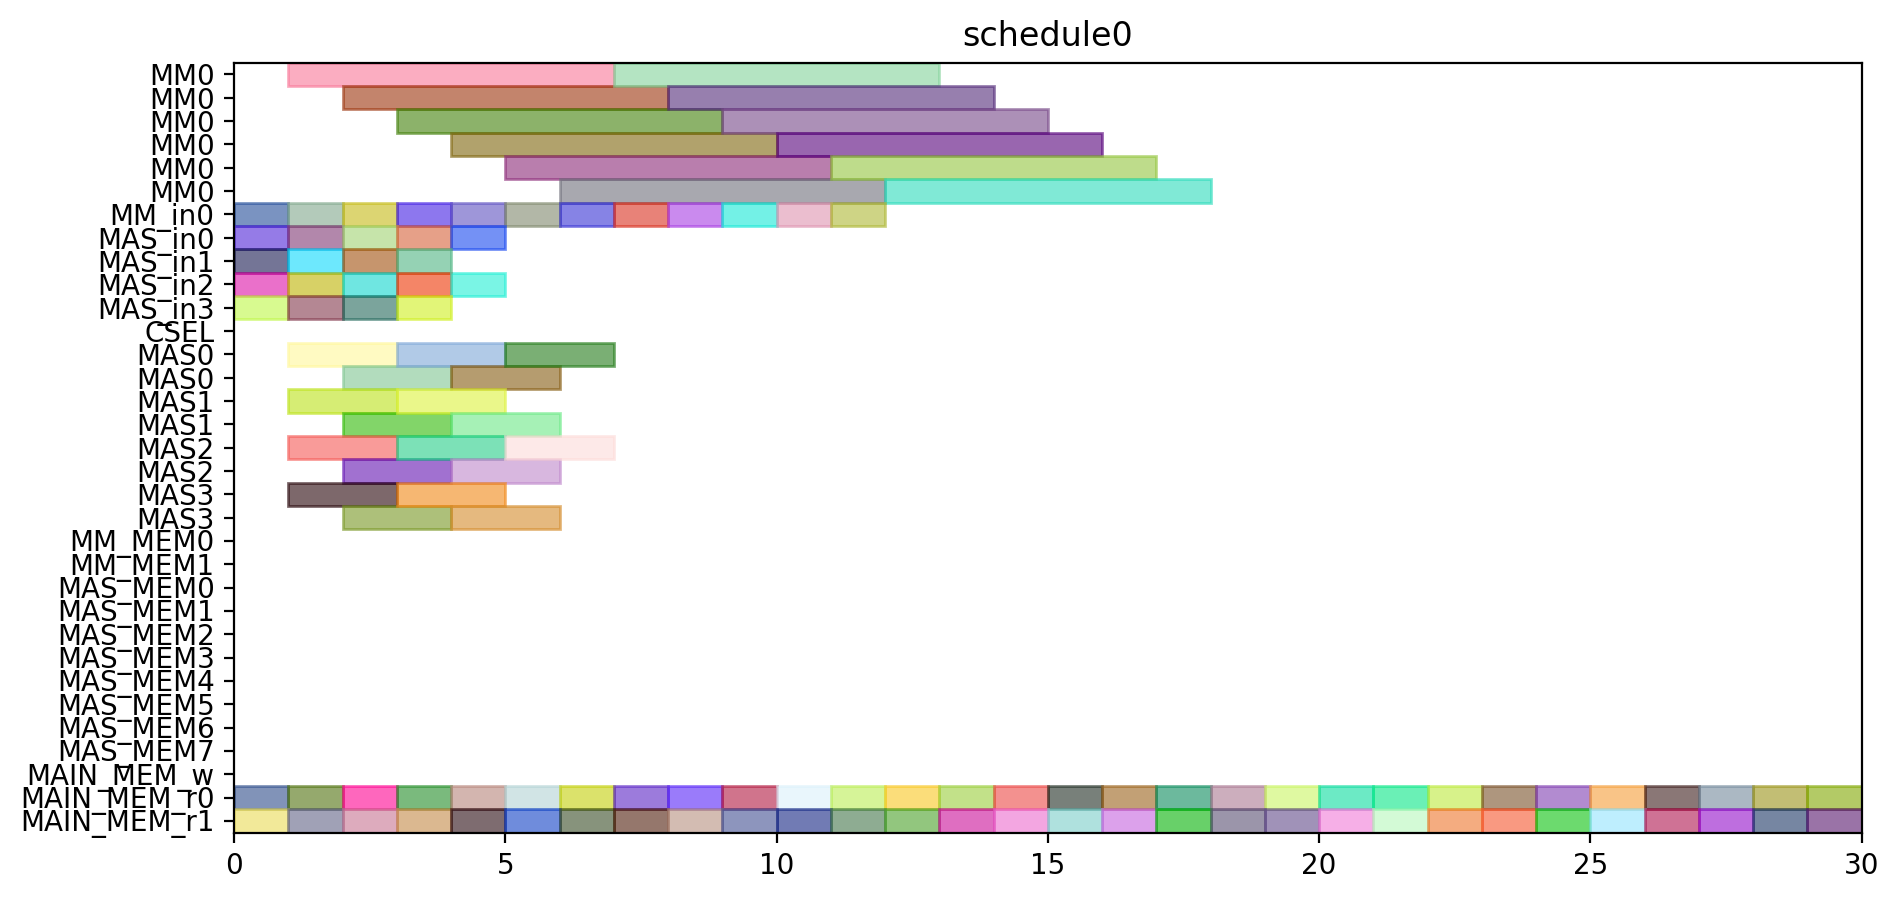 schedule0
MM0
MM0
MM0
MM0
MM0
MM0
MM_in0
MAS_in0
MAS_in1
MAS_in2
MAS_in3
CSEL
MAS0
MAS0
MAS1
MAS1
MAS2
MAS2
MAS3
MAS3
MM_MEM0
MM_MEM1
MAS_MEM0
MAS_MEM1
MAS_MEM2
MAS_MEM3
MAS_MEM4
MAS_MEM5
MAS_MEM6
MAS_MEM7
MAIN_MEM_w
MAIN_MEM_r0
MAIN_MEM_r1
0 5 10 15 20 25 30